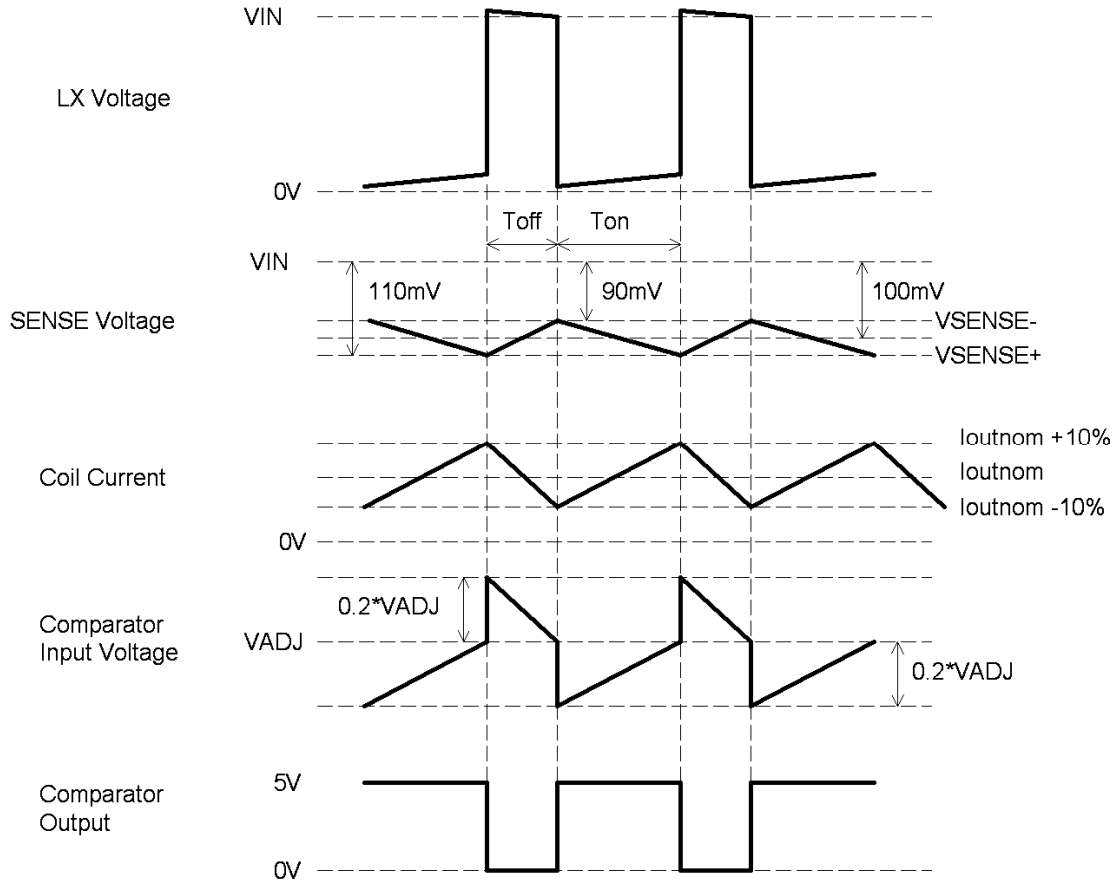 VIN
LX Voltage
0V
Toff
Ton
VIN
110mV
90mV
100mV
SENSE Voltage
VSENSE-
VSENSE+
Ioutnom +10%
Coil Current
Ioutnom
Ioutnom -10%
0V
0.2*VADJ
Comparator
Input Voltage
VADJ
0.2*VADJ
5V
Comparator
Output
0V